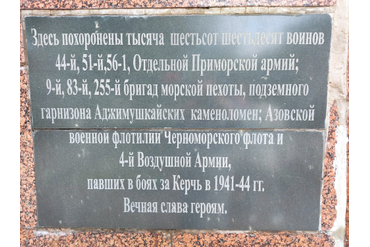 Здесь похоронены тысяча шестьсот шестьдесят воинов
44-й, 51-й,56-1, Отдельной Приморской армий;
9-й, 83-й, 255-й бригад морской пехоты, подземного
гарнизона Аджимушкайских каменоломен; Азовской
военной флотилии Черноморского флота и
4-й Воздушной Армии,
павших в боях за Керчь в 1941-44 гг.
Вечная слава героям.